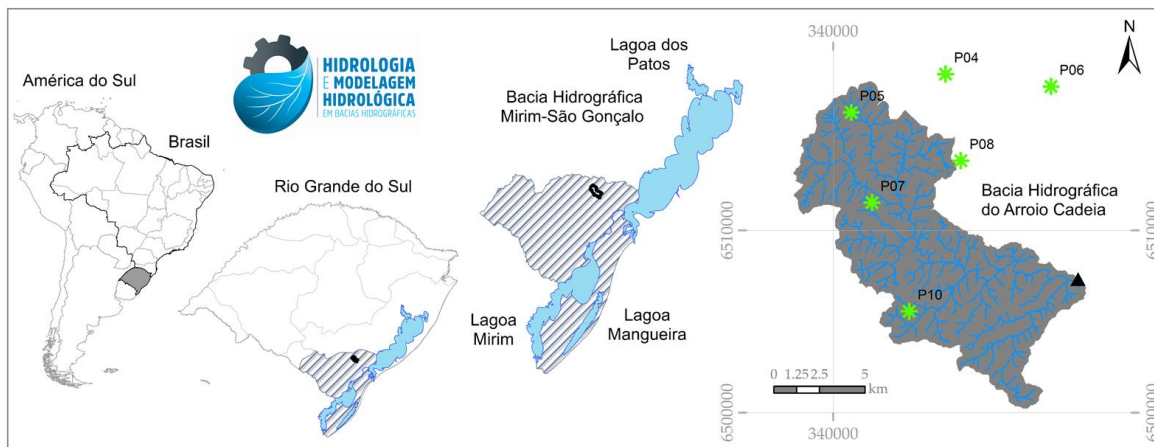 América do Sul
Brasil
HIDROLOGIA
E MODELAGEM
HIDROLÓGICA
EM BACIAS HIDROGRÁFICAS
Rio Grande do Sul
Lagoa dos
Patos
Bacia Hidrográfica
Mirim-São Gonçalo
Lagoa
Mirim
Lagoa
Mangueira
340000
N
P04
P06
P05
P08
P07
Bacia Hidrográfica
do Arroio Cadeia
6510000
6510000
P10
0 1.25 2.5 5
km
6500000
6500000
340000